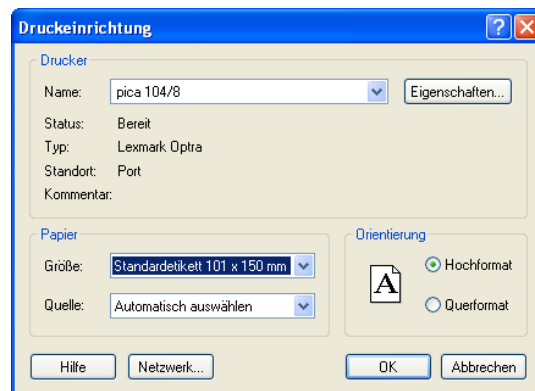 Druckeinrichtung
Drucker
Name: pica 104/8 Eigenschaften...
Status: Bereit
Typ: Lexmark Optra
Standort: Port
Kommentar:
Papier
Größe: Standardetikett 101 x 150 mm
Quelle: Automatisch auswählen
Orientierung
A
Hochformat
Querformat
Hilfe Netzwerk... OK Abbrechen